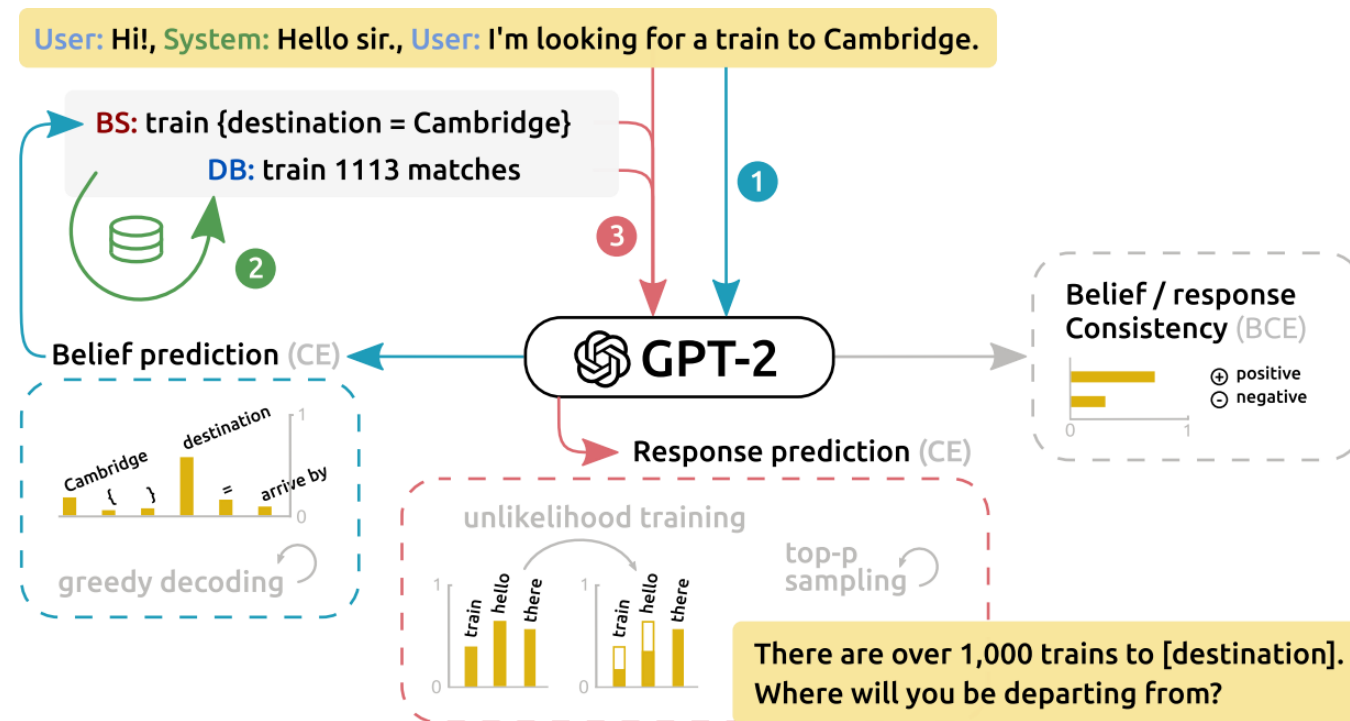 User: Hi!, System: Hello sir., User: I'm looking for a train to Cambridge.
BS: train {destination = Cambridge}
DB: train 1113 matches
1
3
2
GPT-2
Belief prediction (CE)
Cambridge
{
}
destination
=
arrive by
1
0
greedy decoding
Belief / response
Consistency (BCE)
+ positive
- negative
0 1
Response prediction (CE)
unlikelihood training
top-p
sampling
1
train
hello
there
0
1
train
hello
there
0
There are over 1,000 trains to [destination].
Where will you be departing from?